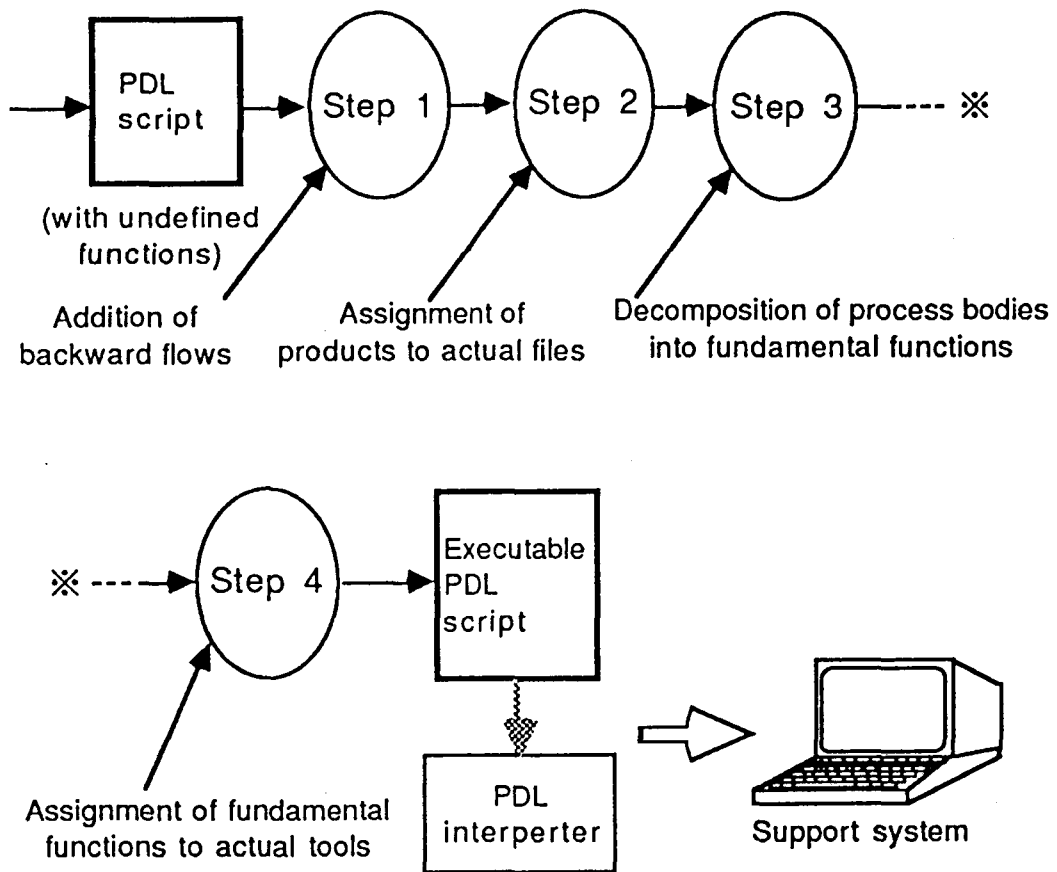 PDL
script
Step 1
Step 2
Step 3
※
(with undefined
functions)
Addition of
backward flows
Assignment of
products to actual files
Decomposition of process bodies
into fundamental functions
※
Step 4
Executable
PDL
script
Assignment of fundamental
functions to actual tools
PDL
interperter
Support system